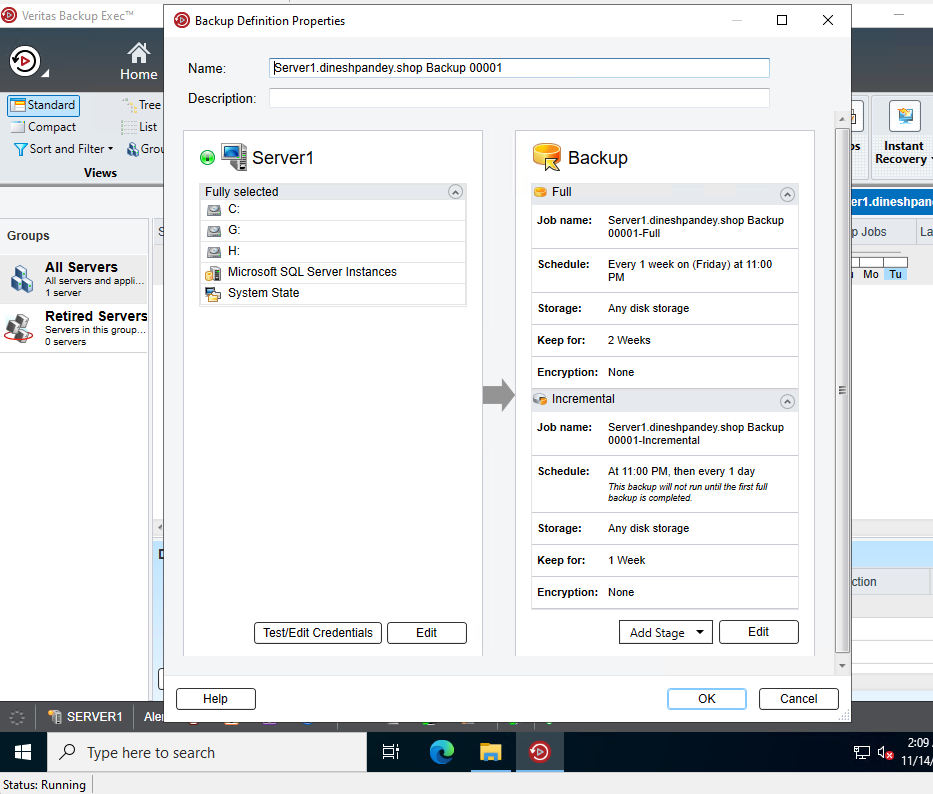 Veritas Backup Exec™
Backup Definition Properties
Home
Name:
Server1.dineshpandey.shop Backup 00001
Description:
Standard
Tree
Compact
List
Sort and Filter
Views
Instant
Recovery
Groups
All Servers
All servers and appli...
1 server
Retired Servers
Servers in this group...
0 servers
Server1
Fully selected
C:
G:
H:
Microsoft SQL Server Instances
System State
Test/Edit Credentials
Edit
Backup
Full
Job name:
Server1.dineshpandey.shop Backup
00001-Full
Schedule:
Every 1 week on (Friday) at 11:00
PM
Storage:
Any disk storage
Keep for:
2 Weeks
Encryption:
None
Incremental
Job name:
Server1.dineshpandey.shop Backup
00001-Incremental
Schedule:
At 11:00 PM, then every 1 day
This backup will not run until the first full
backup is completed.
Storage:
Any disk storage
Keep for:
1 Week
Encryption:
None
Add Stage
Edit
Jobs
Mo
Tu
Help
OK
Cancel
SERVER1
Type here to search
2:09
11/14/
Status: Running